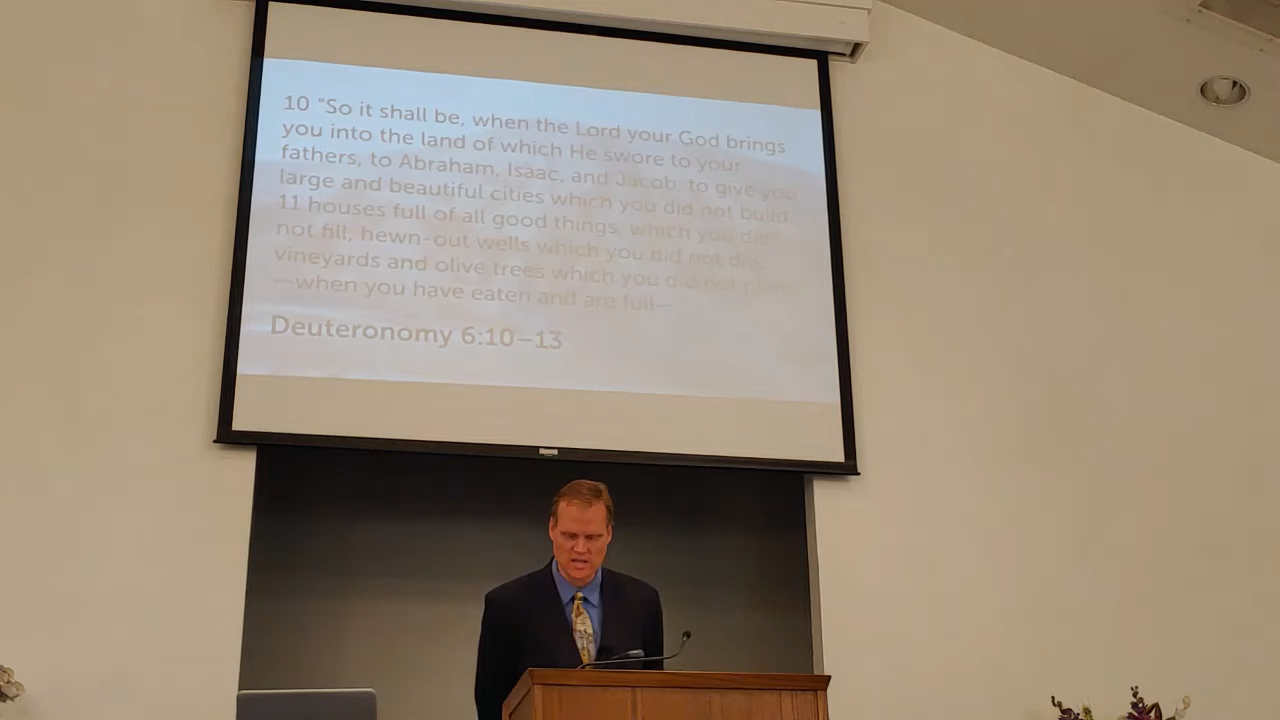 10 “So it shall be, when the Lord your God brings
you into the land of which He swore to your
fathers, to Abraham, Isaac, and Jacob, to give you
large and beautiful cities which you did not build,
11 houses full of all good things, which you did
not fill, hewn-out wells which you did not dig,
vineyards and olive trees which you did not
—when you have eaten and are full—
Deuteronomy 6:10–13